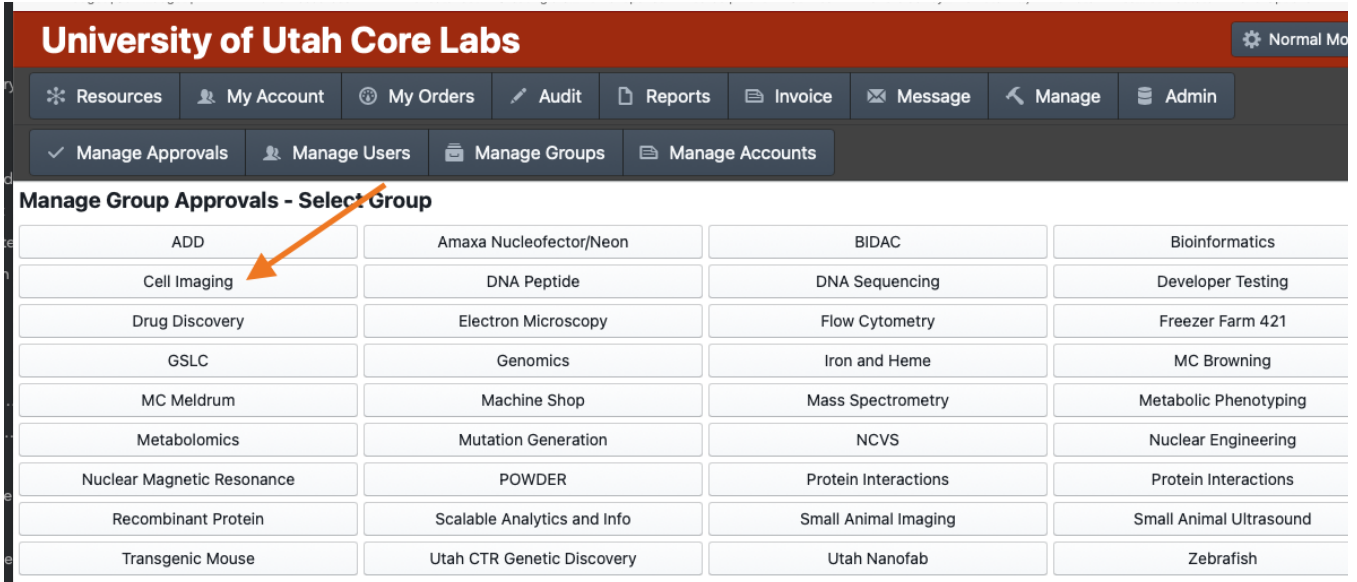 University of Utah Core Labs
Normal Mo
Resources My Account My Orders Audit Reports Invoice Message Manage Admin
Manage Approvals Manage Users Manage Groups Manage Accounts
Manage Group Approvals - Select Group
ADD Amaxa Nucleofector/Neon BIDAC Bioinformatics
Cell Imaging DNA Peptide DNA Sequencing Developer Testing
Drug Discovery Electron Microscopy Flow Cytometry Freezer Farm 421
GSLC Genomics Iron and Heme MC Browning
MC Meldrum Machine Shop Mass Spectrometry Metabolic Phenotyping
Metabolomics Mutation Generation NCVS Nuclear Engineering
Nuclear Magnetic Resonance POWDER Protein Interactions Protein Interactions
Recombinant Protein Scalable Analytics and Info Small Animal Imaging Small Animal Ultrasound
Transgenic Mouse Utah CTR Genetic Discovery Utah Nanofab Zebrafish